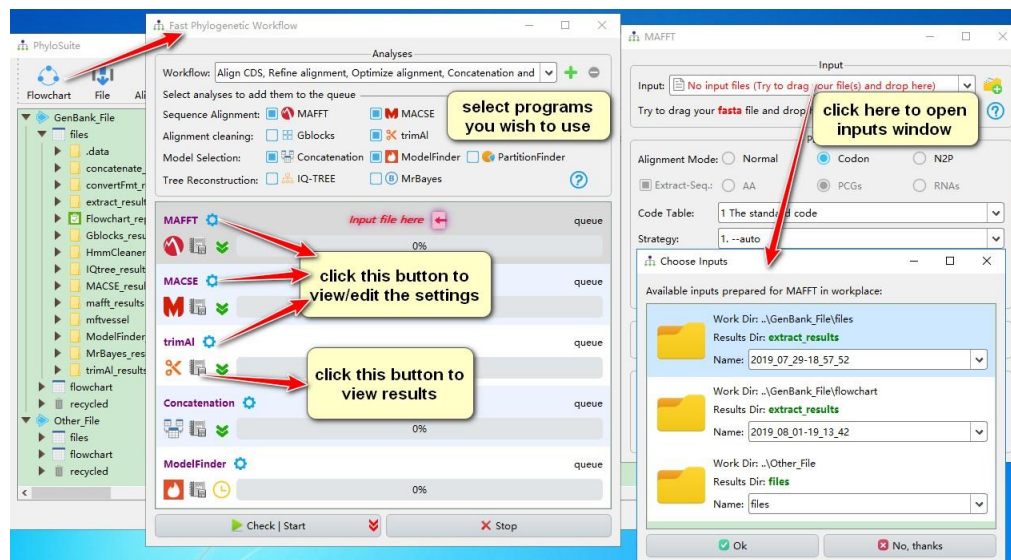 PhyloSuite
Flowchart
File
GenBank_File
files
.data
concatenate_
convertFmt_r
extract_result
Flowchart_rep
Gblocks_resu
HmmCleaner
IQtree_result
MACSE_resul
mafft_results
mftvessel
ModelFinder
MrBayes_res
trimAl_results
flowchart
recycled
Other_File
files
flowchart
recycled
Fast Phylogenetic Workflow
Analyses
Workflow: Align CDS, Refine alignment, Optimize alignment, Concatenation and
Select analyses to add them to the queue
Sequence Alignment: MAFFT MACSE
Alignment cleaning: Gblocks trimAl
Model Selection: Concatenation ModelFinder PartitionFinder
Tree Reconstruction: IQ-TREE MrBayes
select programs
you wish to use
MAFFT Input file here queue
0%
MACSE queue
click this button to
view/edit the settings
trimAl queue
click this button to
view results
Concatenation queue
0%
ModelFinder queue
0%
Check | Start
Stop
MAFFT
Input
Input: No input files (Try to drag your file(s) and drop here)
Try to drag your fasta file and drop
click here to open
inputs window
Alignment Mode: Normal Codon N2P
Extract-Seq.: AA PCGs RNAs
Code Table: 1 The standard code
Strategy: 1. --auto
Choose Inputs
Available inputs prepared for MAFFT in workplace:
Work Dir: ..\GenBank_File\files
Results Dir: extract_results
Name: 2019_07_29-18_57_52
Work Dir: ..\GenBank_File\flowchart
Results Dir: extract_results
Name: 2019_08_01-19_13_42
Work Dir: ..\Other_File
Results Dir: files
Name: files
Ok
No, thanks